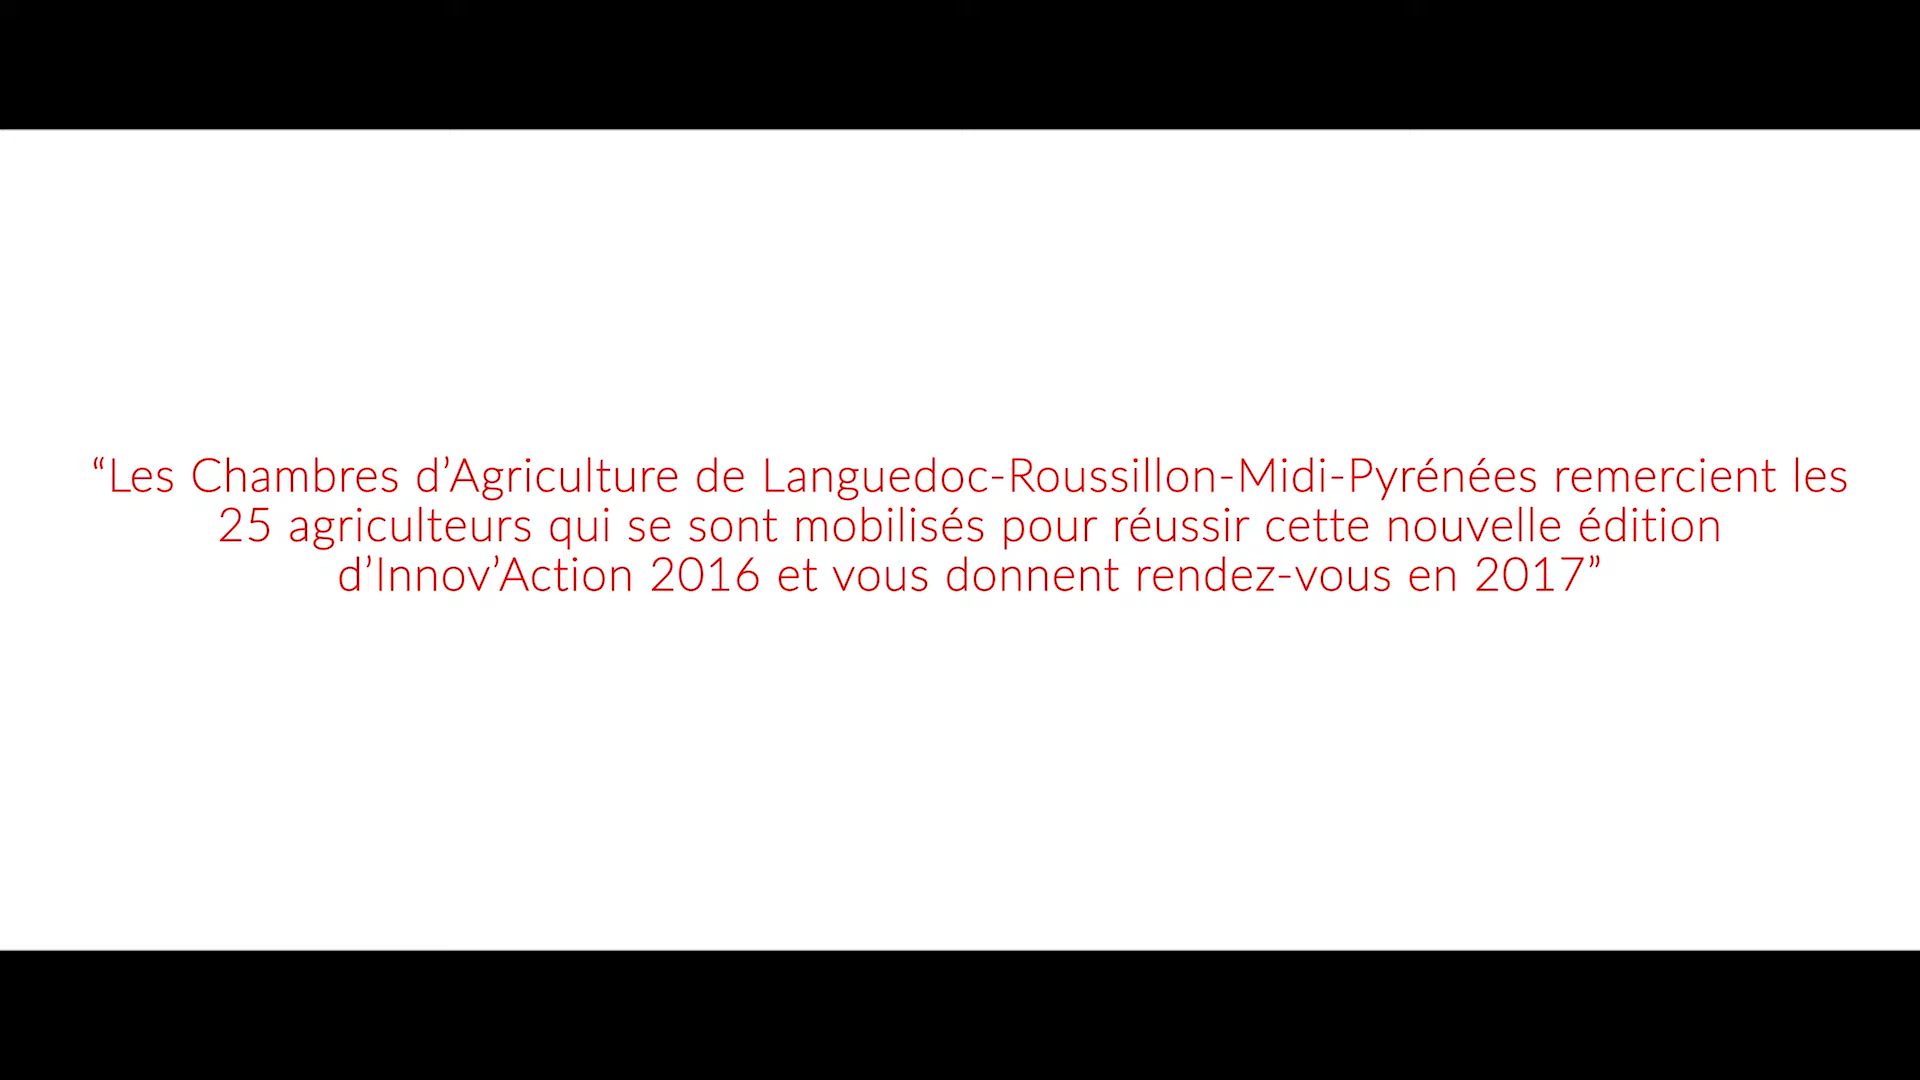 “Les Chambres d’Agriculture de Languedoc-Roussillon-Midi-Pyrénées remercient les
25 agriculteurs qui se sont mobilisés pour réussir cette nouvelle édition
d’Innov’Action 2016 et vous donnent rendez-vous en 2017”